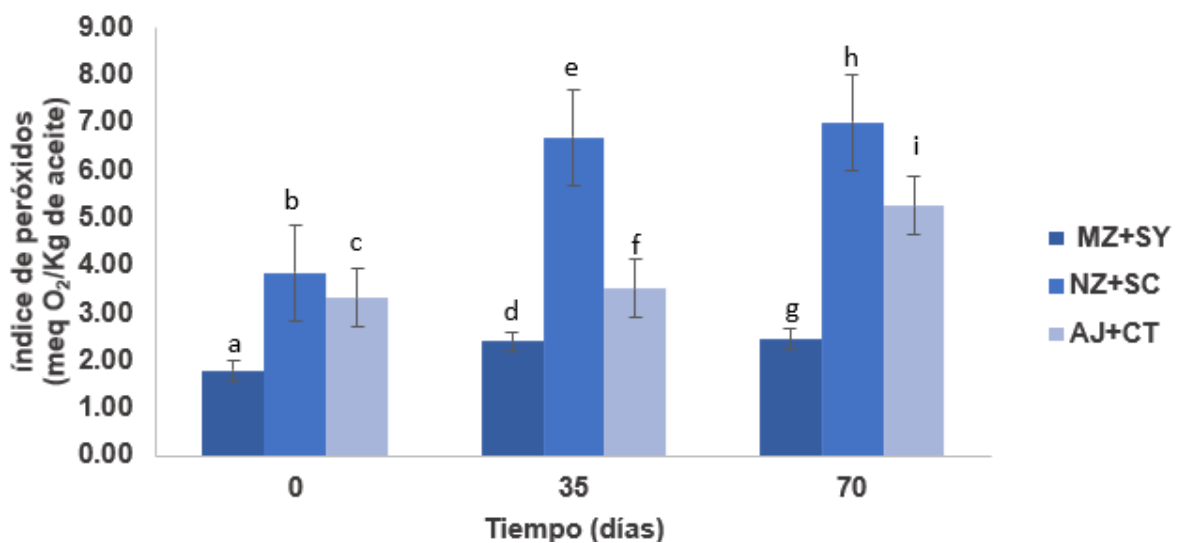 9.00
8.00
7.00
6.00
5.00
4.00
3.00
2.00
1.00
0.00
índice de peróxidos
(meq O₂/Kg de aceite)
a
b
c
d
e
f
g
h
i
0
35
70
Tiempo (días)
MZ+SY
NZ+SC
AJ+CT